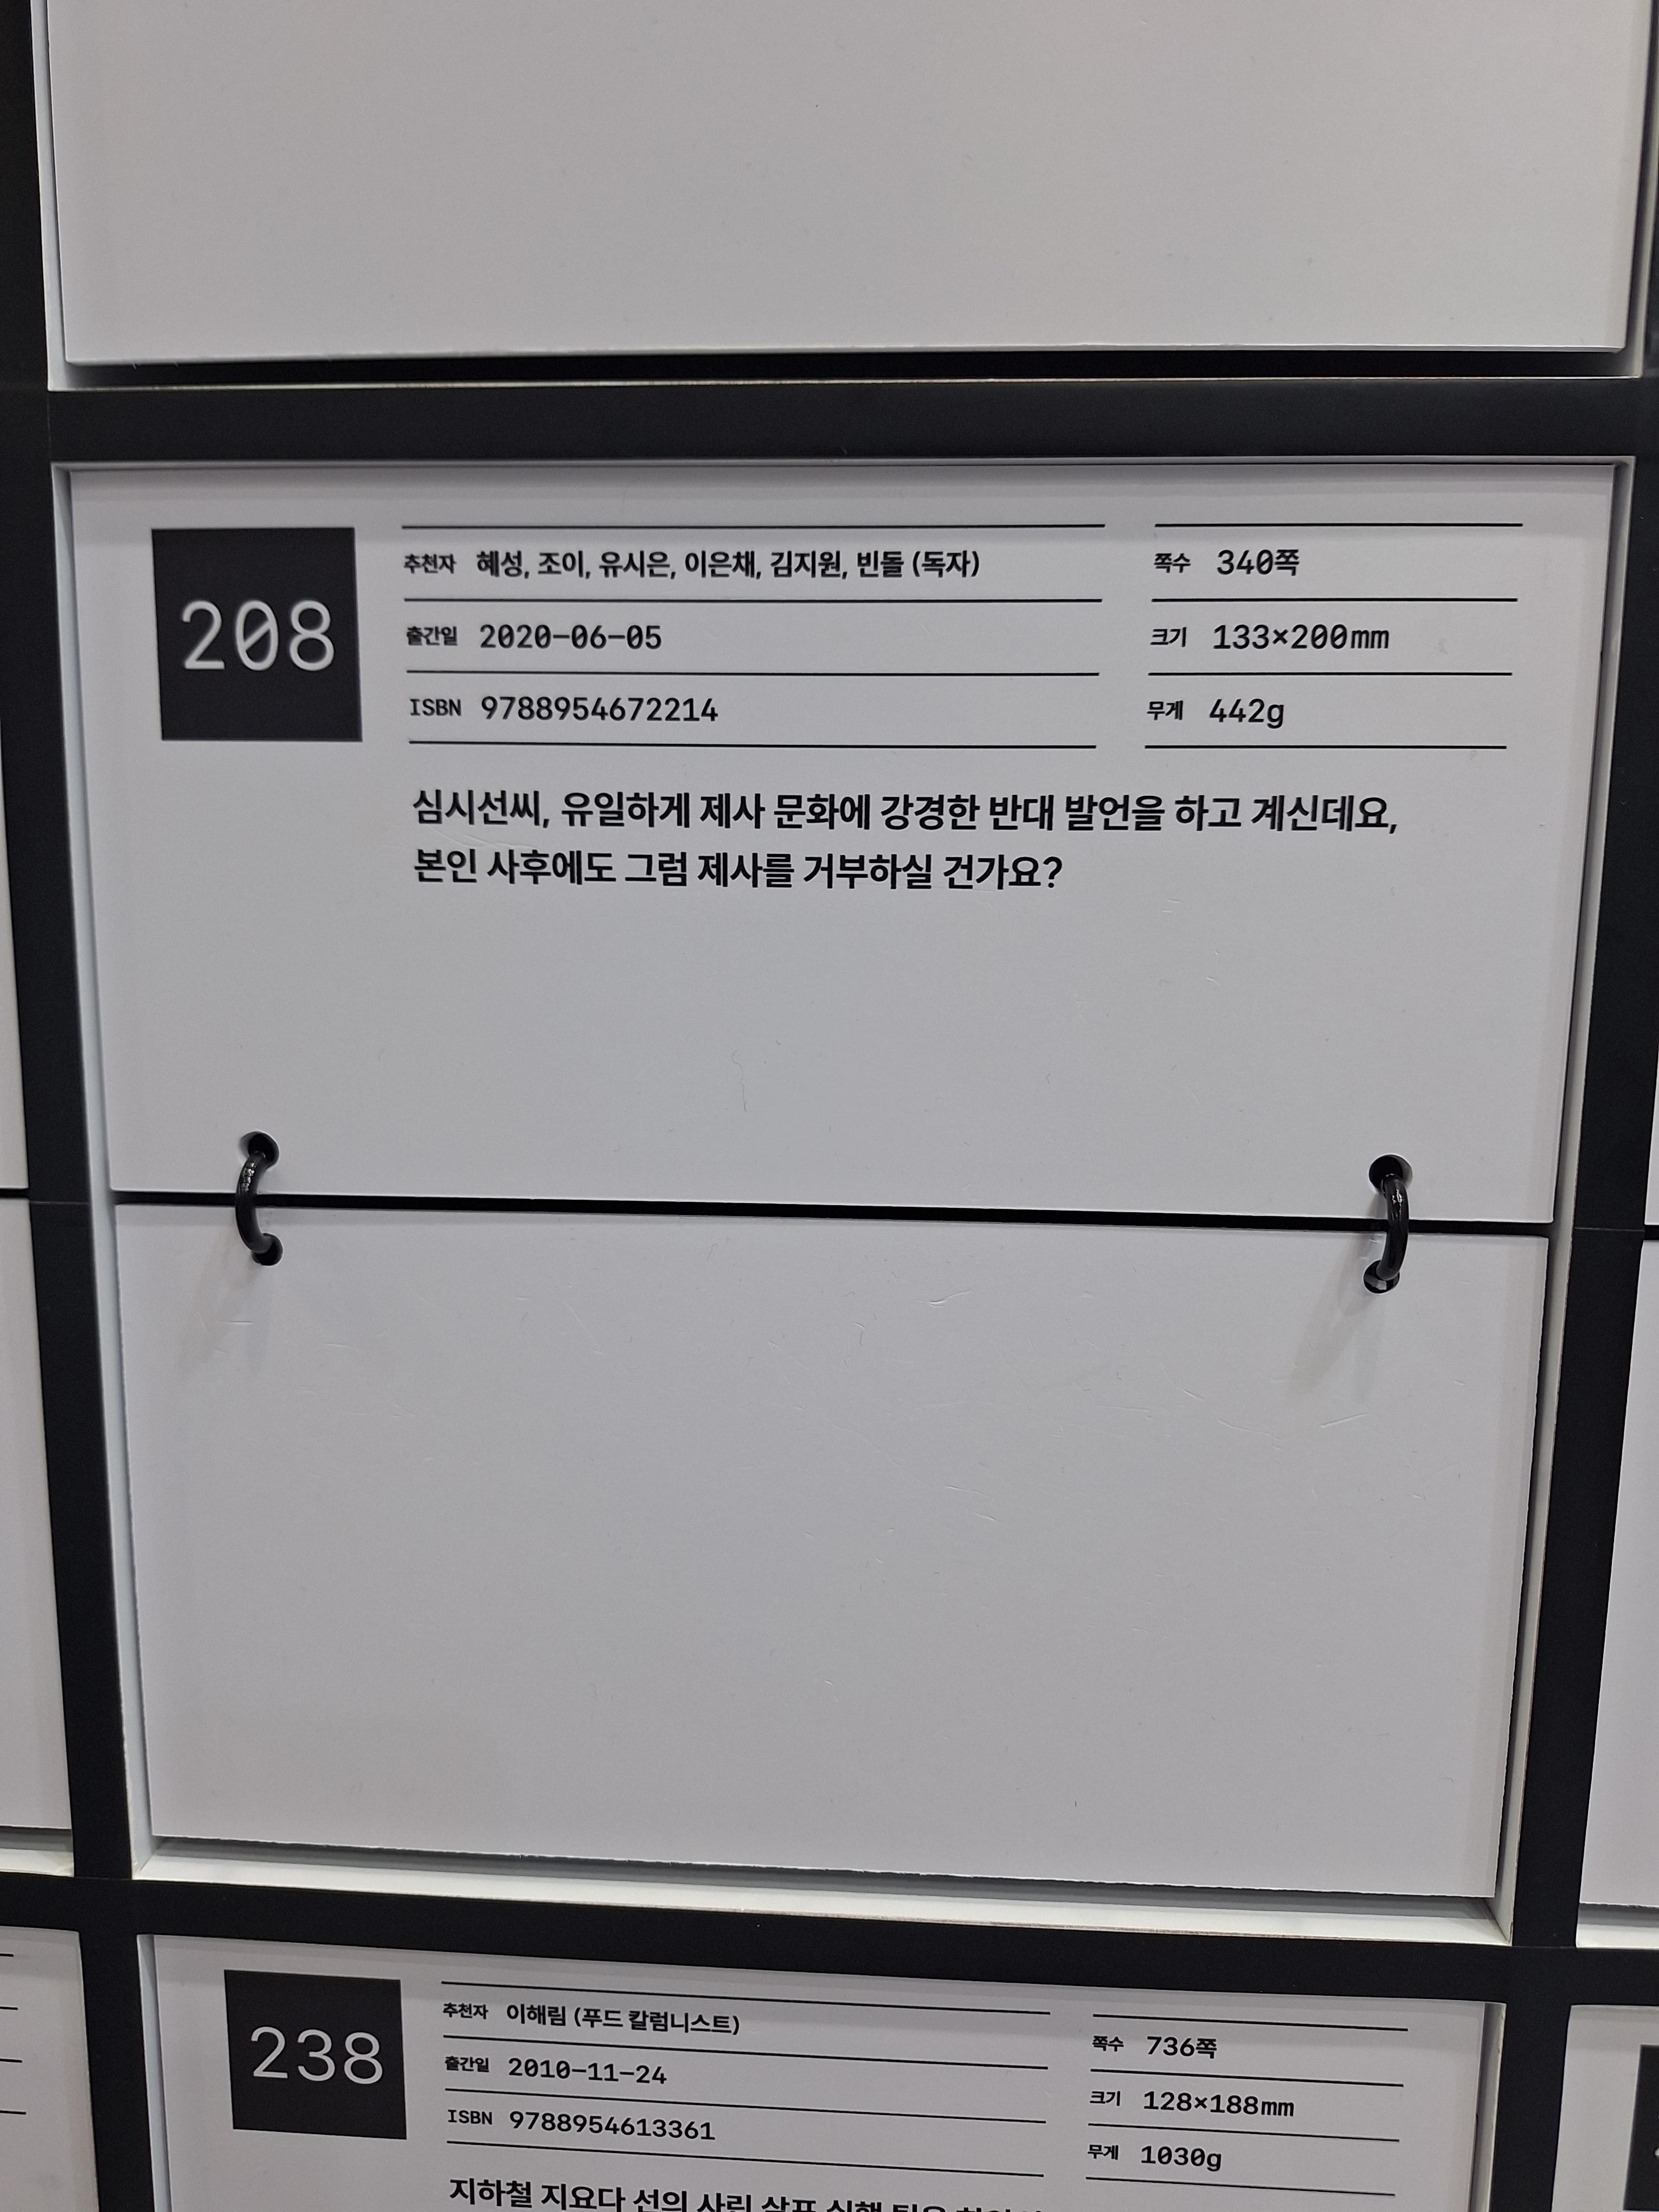 208
추천자 혜성, 조이, 유시은, 이은채, 김지원, 빈돌 (독자)
쪽수 340쪽
출간일 2020-06-05
크기 133×200mm
ISBN 9788954672214
무게 442g
심시선씨, 유일하게 제사 문화에 강경한 반대 발언을 하고 계신데요,
본인 사후에도 그럼 제사를 거부하실 건가요?
238
추천자 이해림 (푸드 칼럼니스트)
쪽수 736쪽
출간일 2010-11-24
크기 128×188mm
ISBN 9788954613361
무게 1030g
지하철 지요다 선의 사린 살포 실행